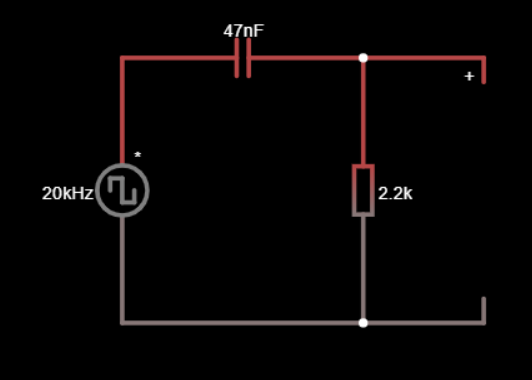 47nF
+
*
20kHz
2.2k